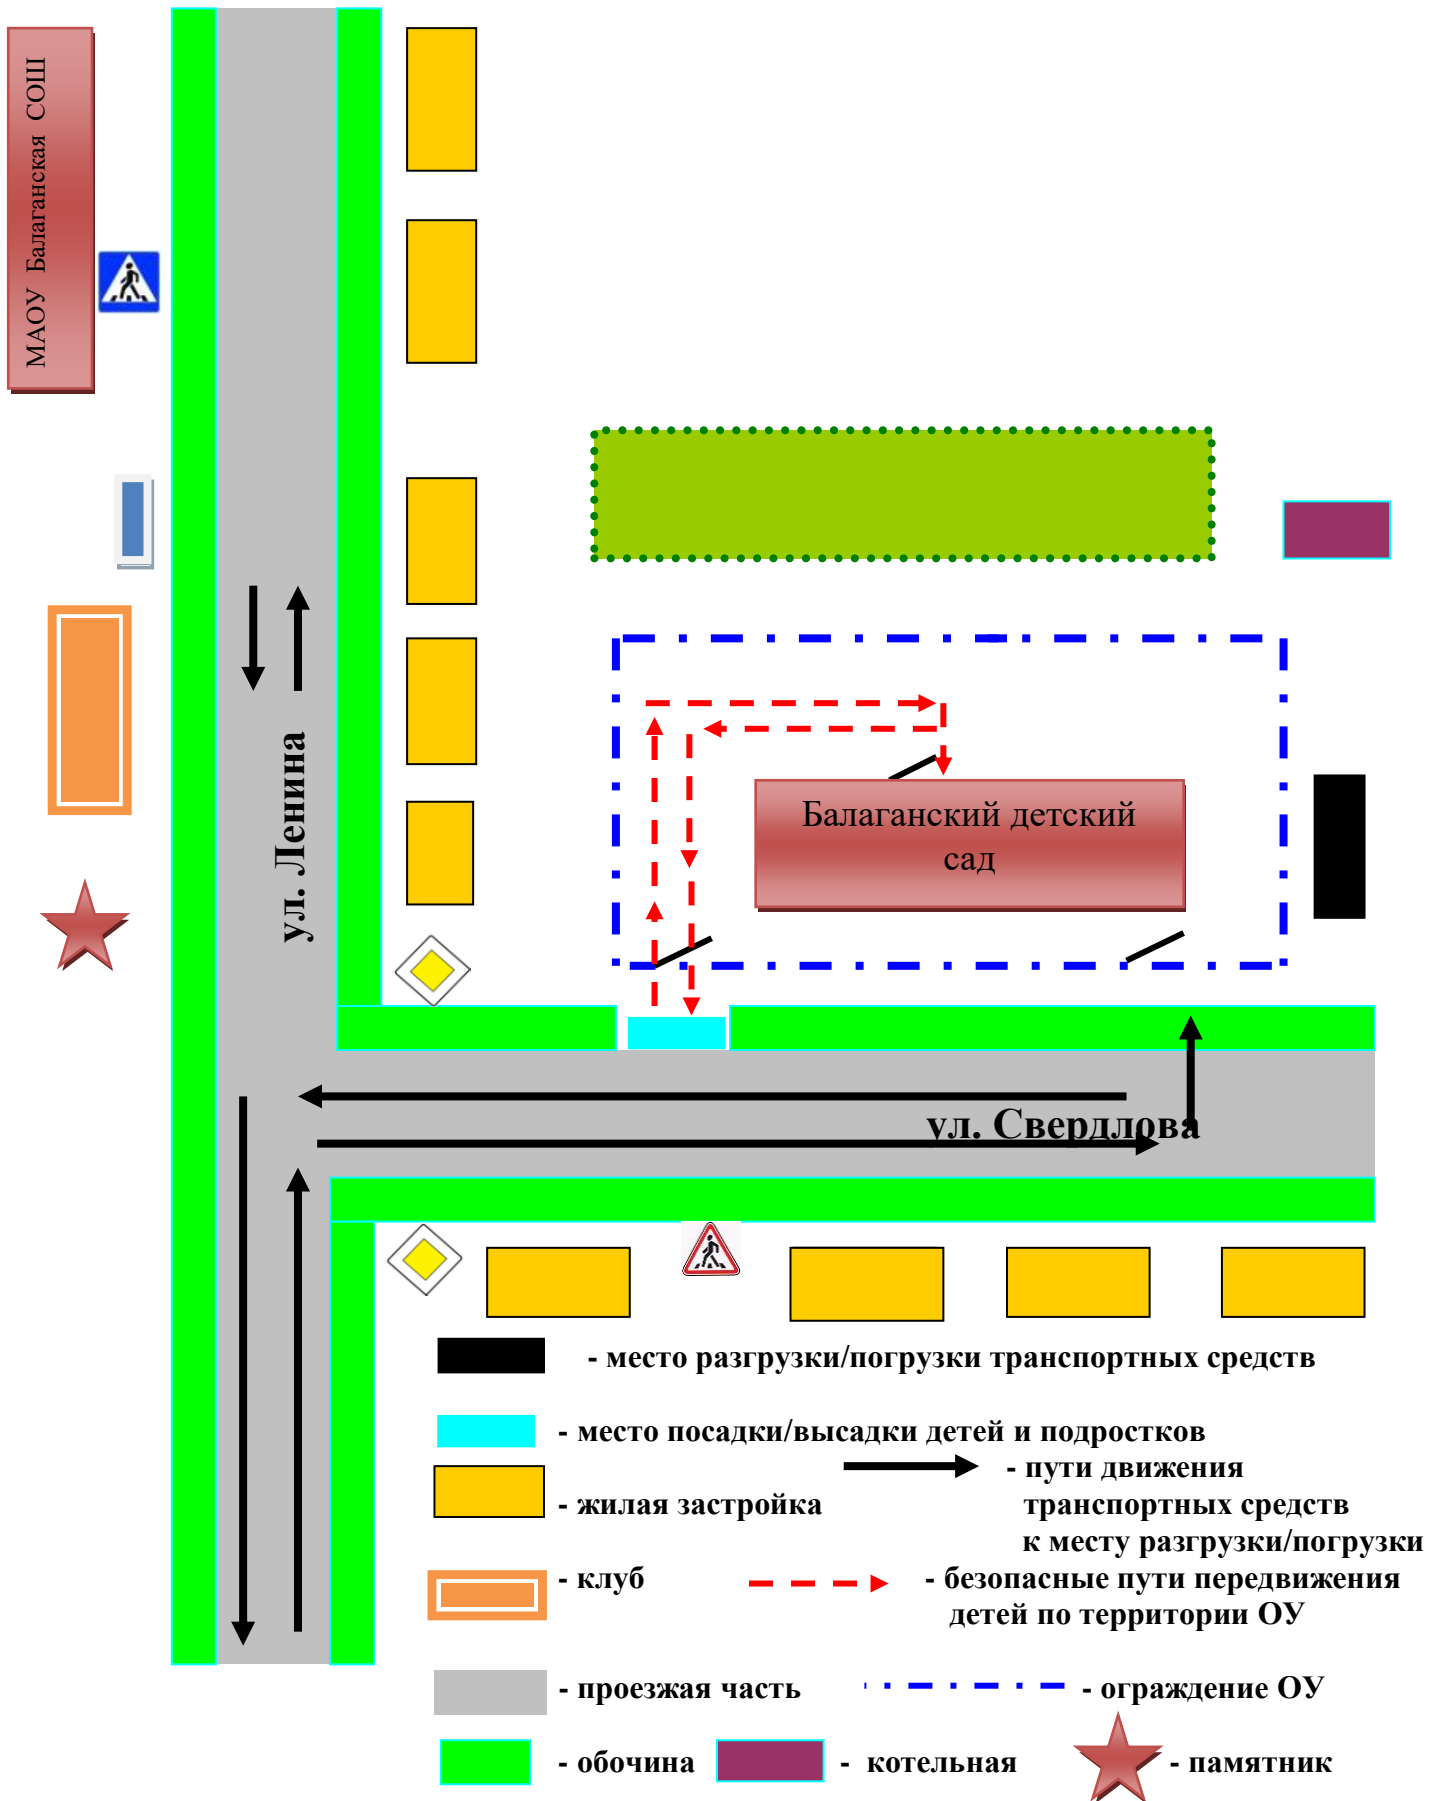 МАОУ Балаганская СОШ
ул. Ленина
Балаганский детский
сад
ул. Свердлова
- место разгрузки/погрузки транспортных средств
- место посадки/высадки детей и подростков
- пути движения
транспортных средств
к месту разгрузки/погрузки
- жилая застройка
- клуб
- безопасные пути передвижения
детей по территории ОУ
- проезжая часть
- ограждение ОУ
- обочина
- котельная
- памятник